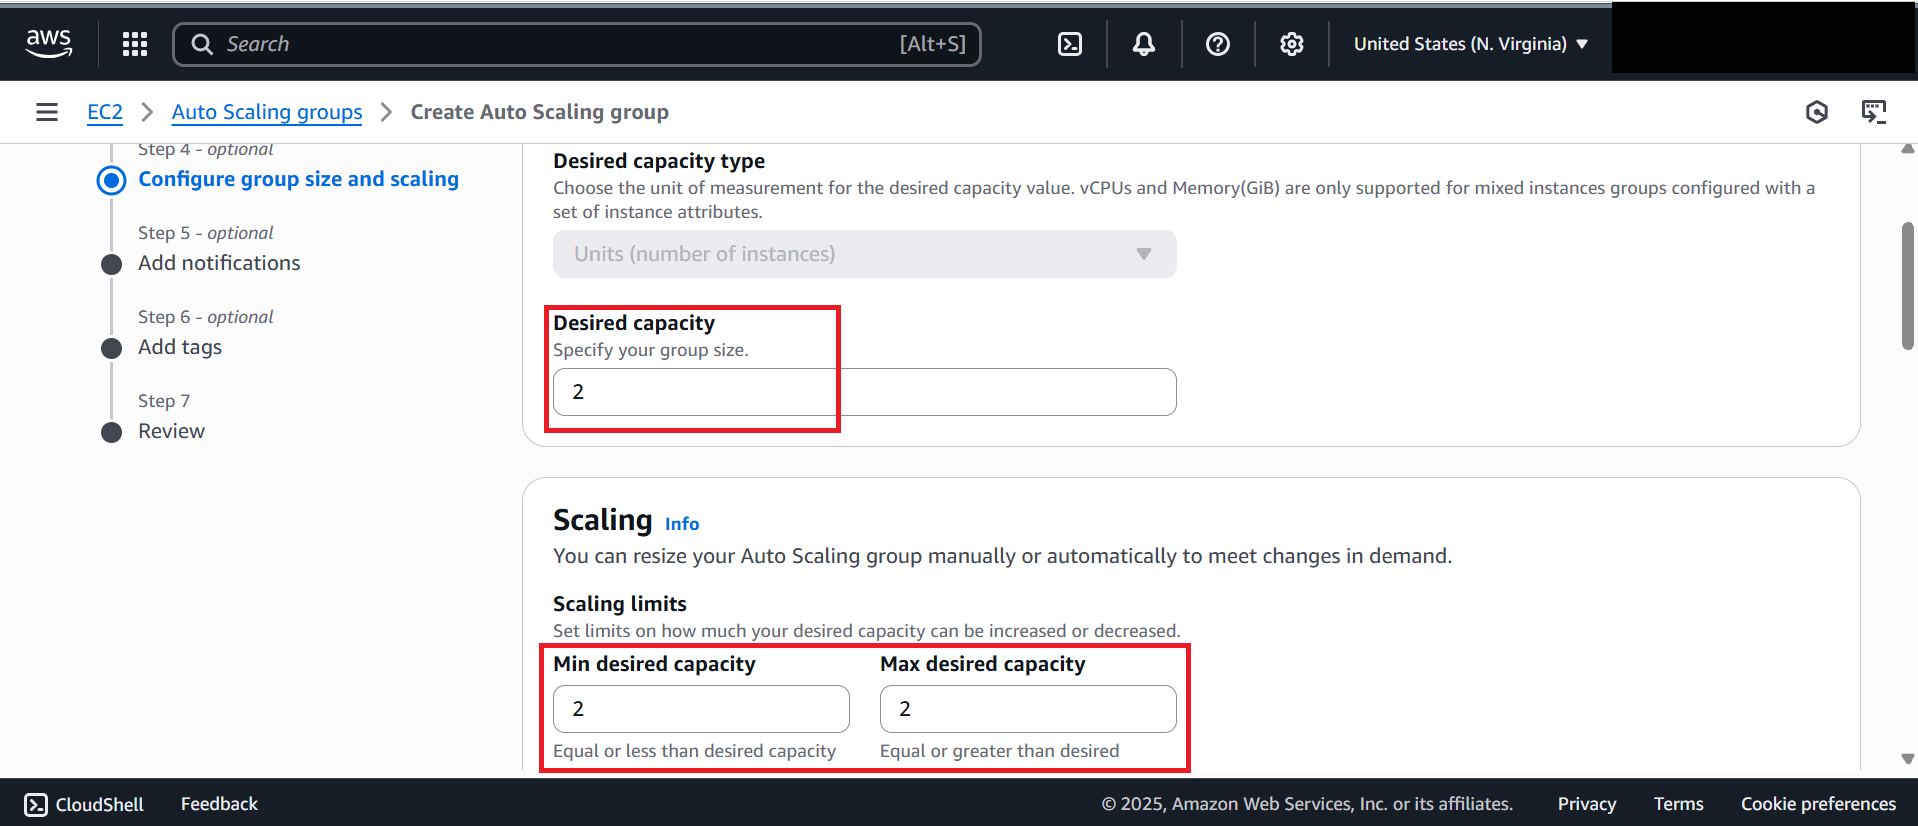 aws
Search [Alt+S]
United States (N. Virginia)
EC2 Auto Scaling groups Create Auto Scaling group
Step 4 - optional
Configure group size and scaling
Step 5 - optional
Add notifications
Step 6 - optional
Add tags
Step 7
Review
Desired capacity type
Choose the unit of measurement for the desired capacity value. vCPUs and Memory(GiB) are only supported for mixed instances groups configured with a
set of instance attributes.
Units (number of instances)
Desired capacity
Specify your group size.
2
Scaling Info
You can resize your Auto Scaling group manually or automatically to meet changes in demand.
Scaling limits
Set limits on how much your desired capacity can be increased or decreased.
Min desired capacity Max desired capacity
2 2
Equal or less than desired capacity Equal or greater than desired
CloudShell Feedback © 2025, Amazon Web Services, Inc. or its affiliates. Privacy Terms Cookie preferences